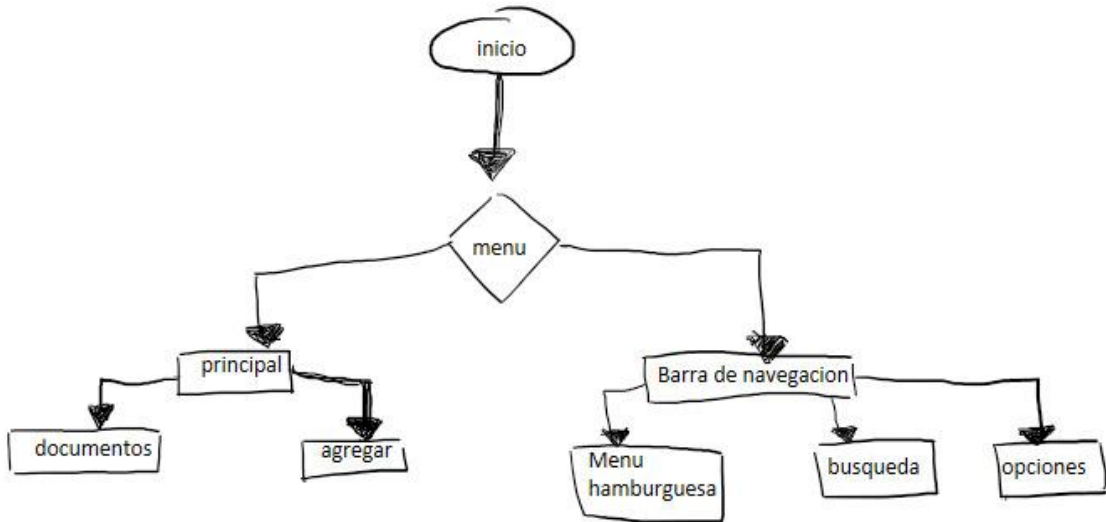 inicio
menu
principal
Barra de navegacion
documentos
agregar
Menu
hamburguesa
busqueda
opciones